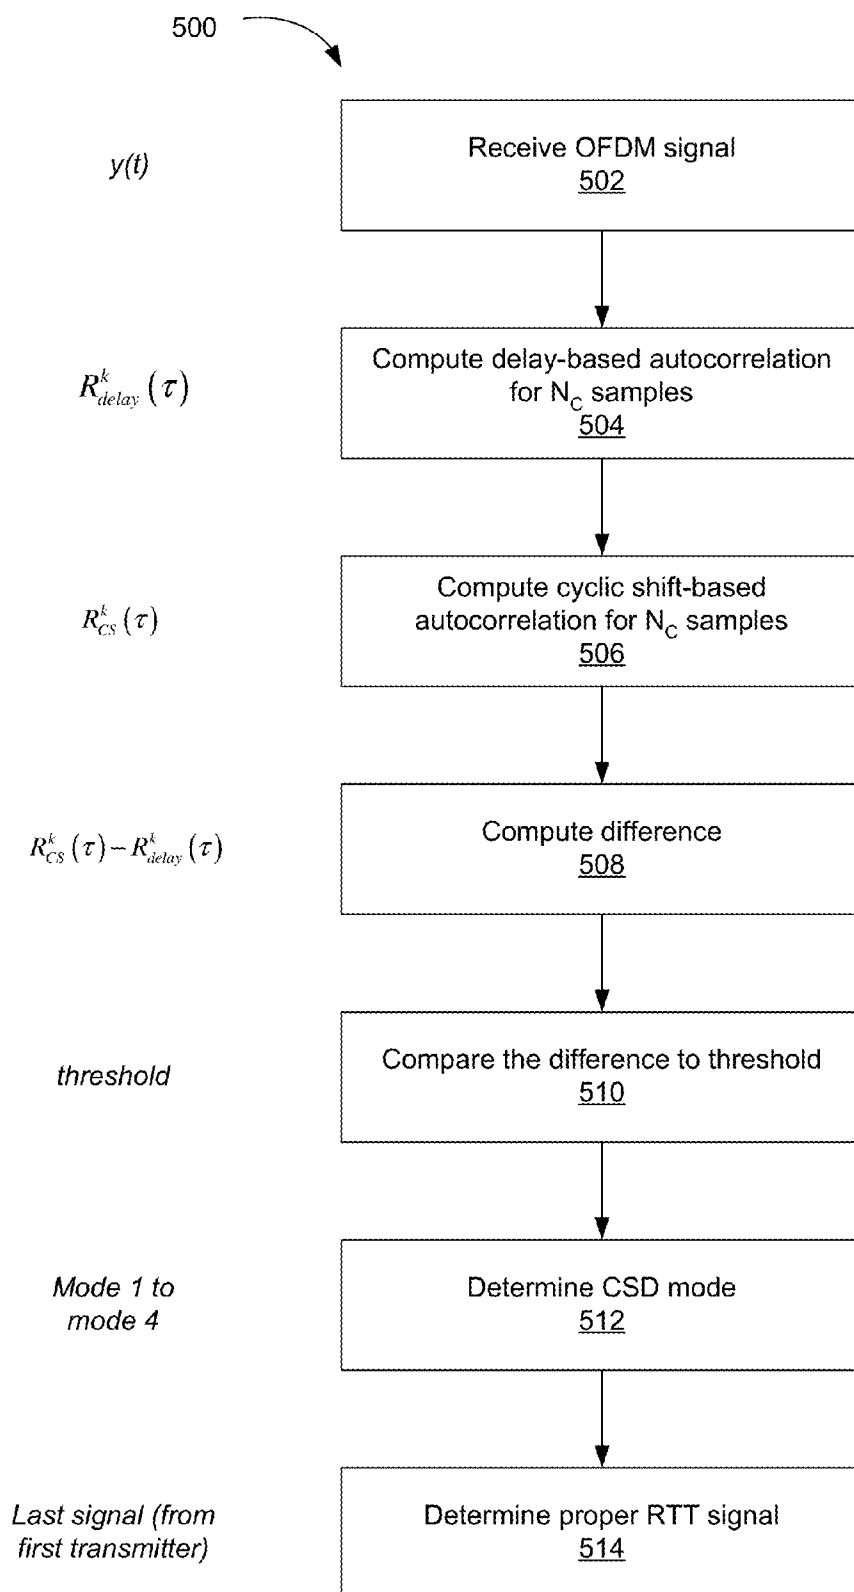 500
y(t)
Receive OFDM signal
502
R^k_delay (τ)
Compute delay-based autocorrelation
for N_C samples
504
R^k_CS (τ)
Compute cyclic shift-based
autocorrelation for N_C samples
506
R^k_CS (τ) – R^k_delay (τ)
Compute difference
508
threshold
Compare the difference to threshold
510
Mode 1 to
mode 4
Determine CSD mode
512
Last signal (from
first transmitter)
Determine proper RTT signal
514